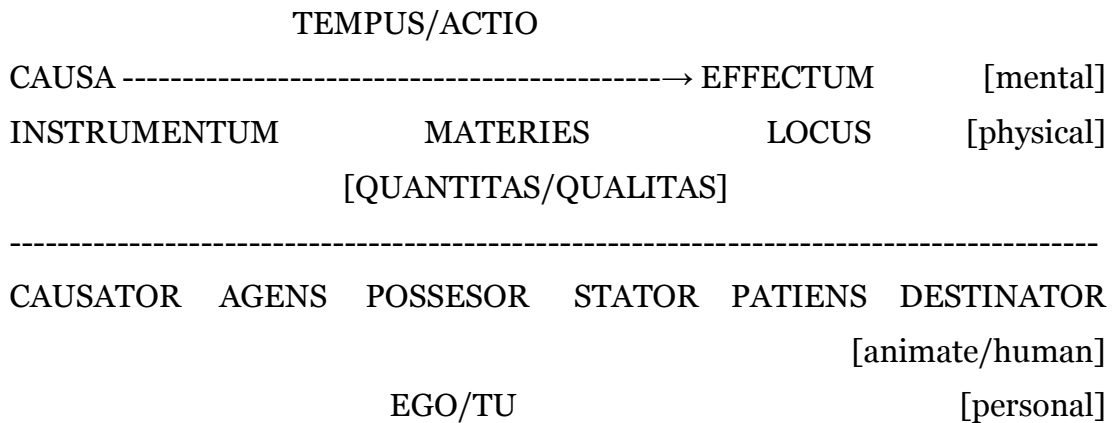 TEMPUS/ACTIO
CAUSA ---------------------------------------------→ EFFECTUM [mental]
INSTRUMENTUM MATERIES LOCUS [physical]
[QUANTITAS/QUALITAS]
-------------------------------------------------------------------------------------------
CAUSATOR AGENS POSSESOR STATOR PATIENS DESTINATOR
[animate/human]
EGO/TU [personal]